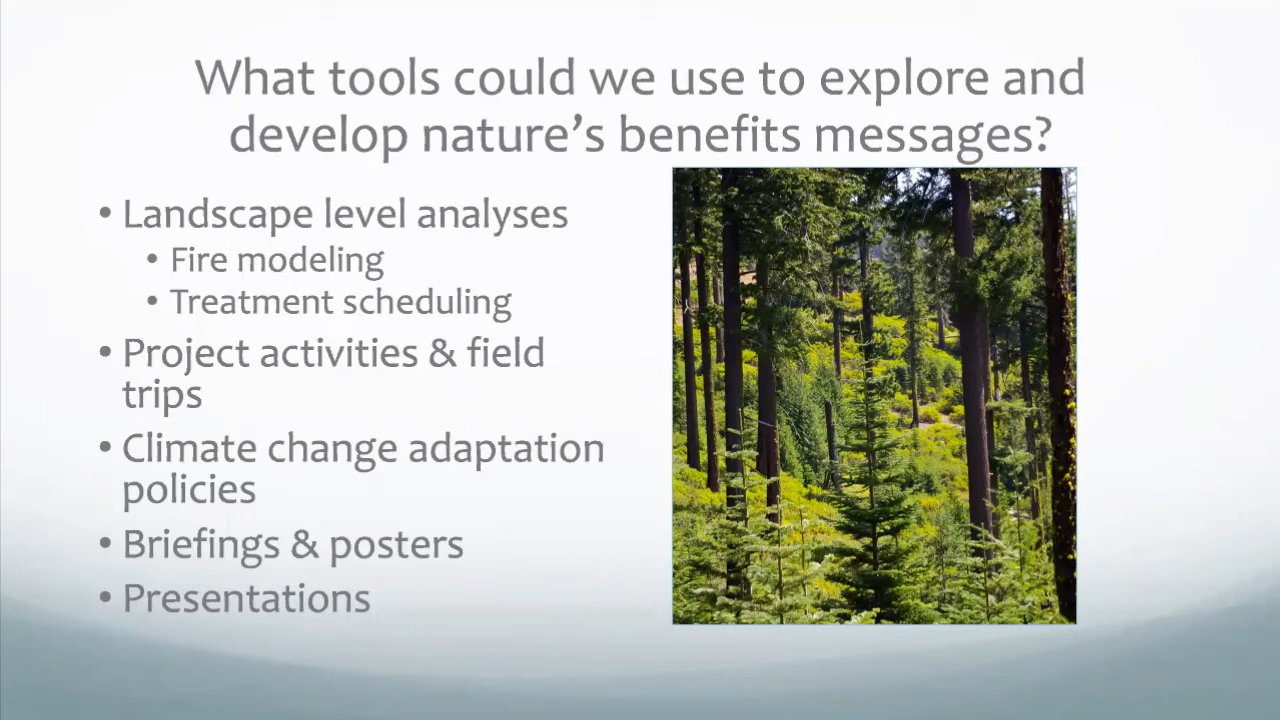 What tools could we use to explore and
develop nature’s benefits messages?
• Landscape level analyses
• Fire modeling
• Treatment scheduling
• Project activities & field
trips
• Climate change adaptation
policies
• Briefings & posters
• Presentations